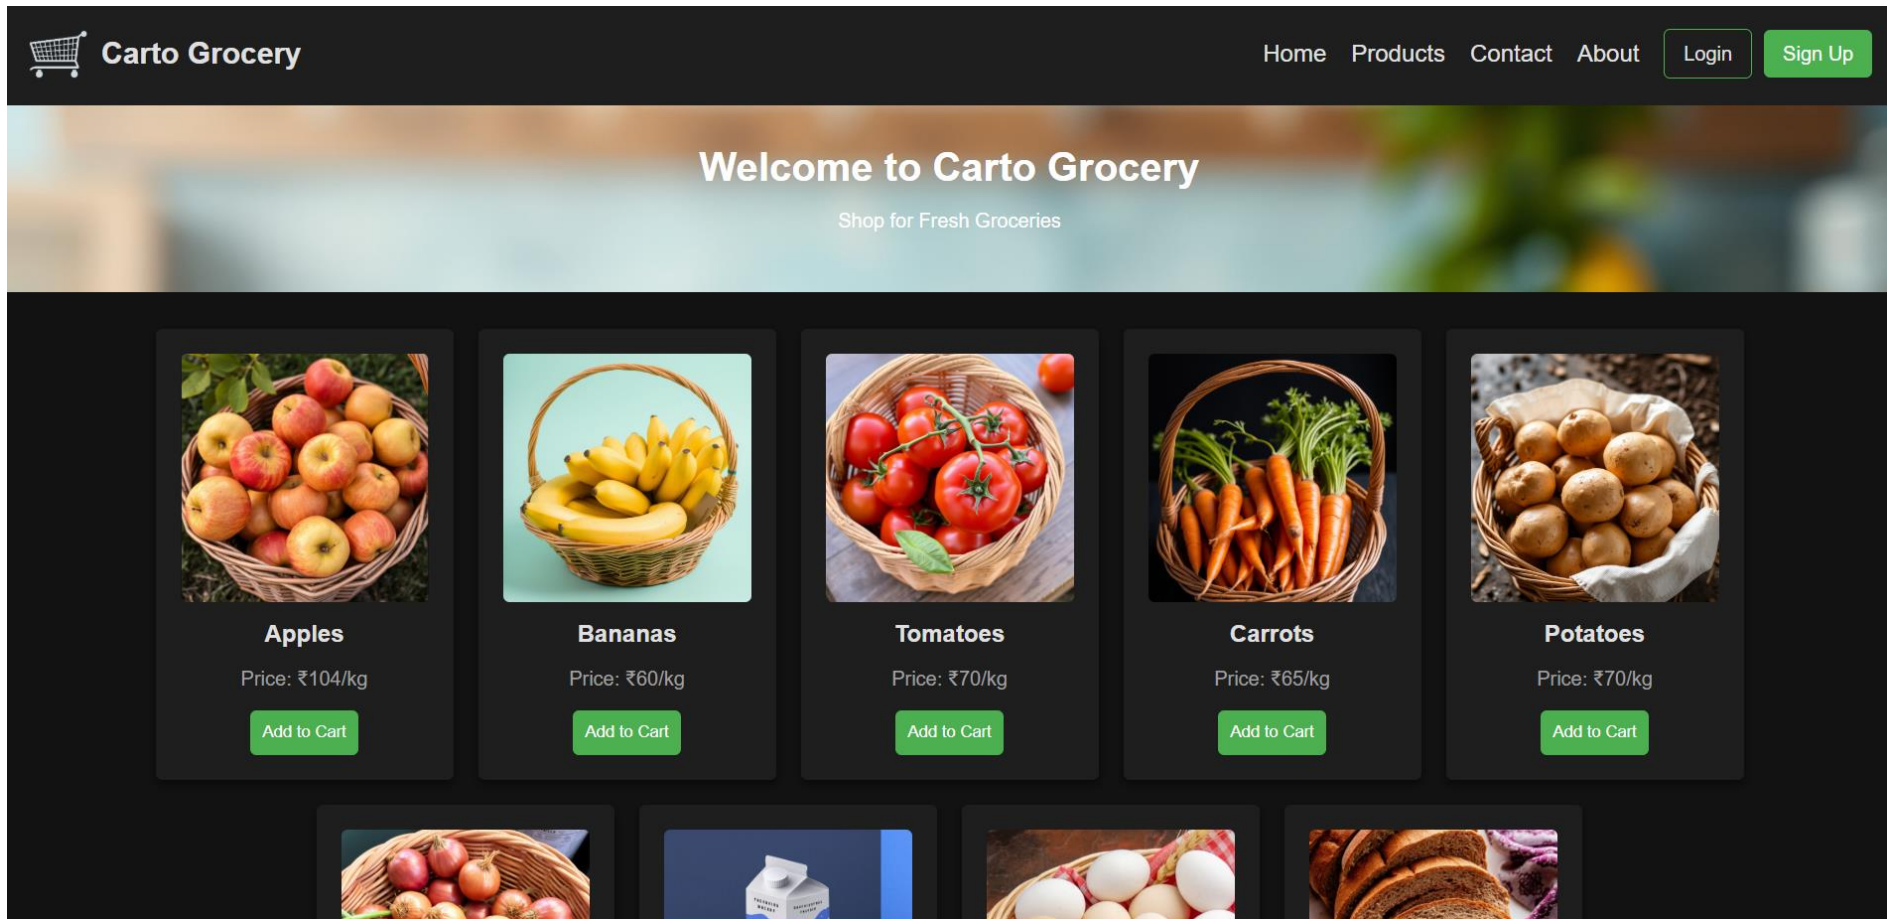 Carto Grocery
Home Products Contact About Login Sign Up
Welcome to Carto Grocery
Shop for Fresh Groceries
Apples Bananas Tomatoes Carrots Potatoes
Price: ₹104/kg Price: ₹60/kg Price: ₹70/kg Price: ₹65/kg Price: ₹70/kg
Add to Cart Add to Cart Add to Cart Add to Cart Add to Cart